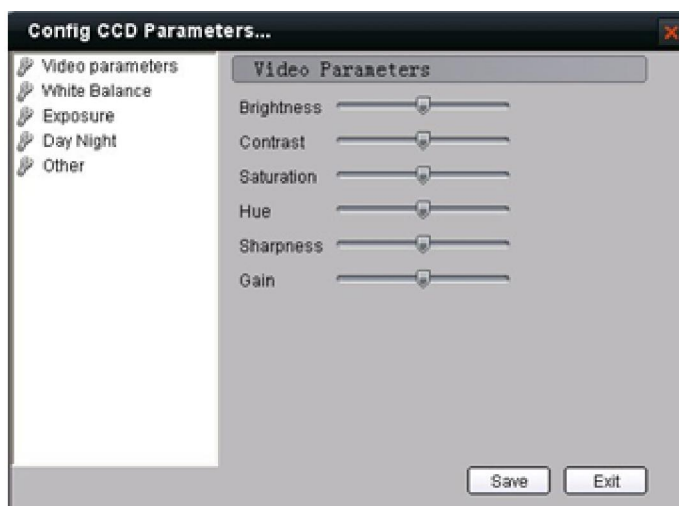 Config CCD Parameters...
Video parameters
White Balance
Exposure
Day Night
Other
Video Parameters
Brightness
Contrast
Saturation
Hue
Sharpness
Gain
Save
Exit